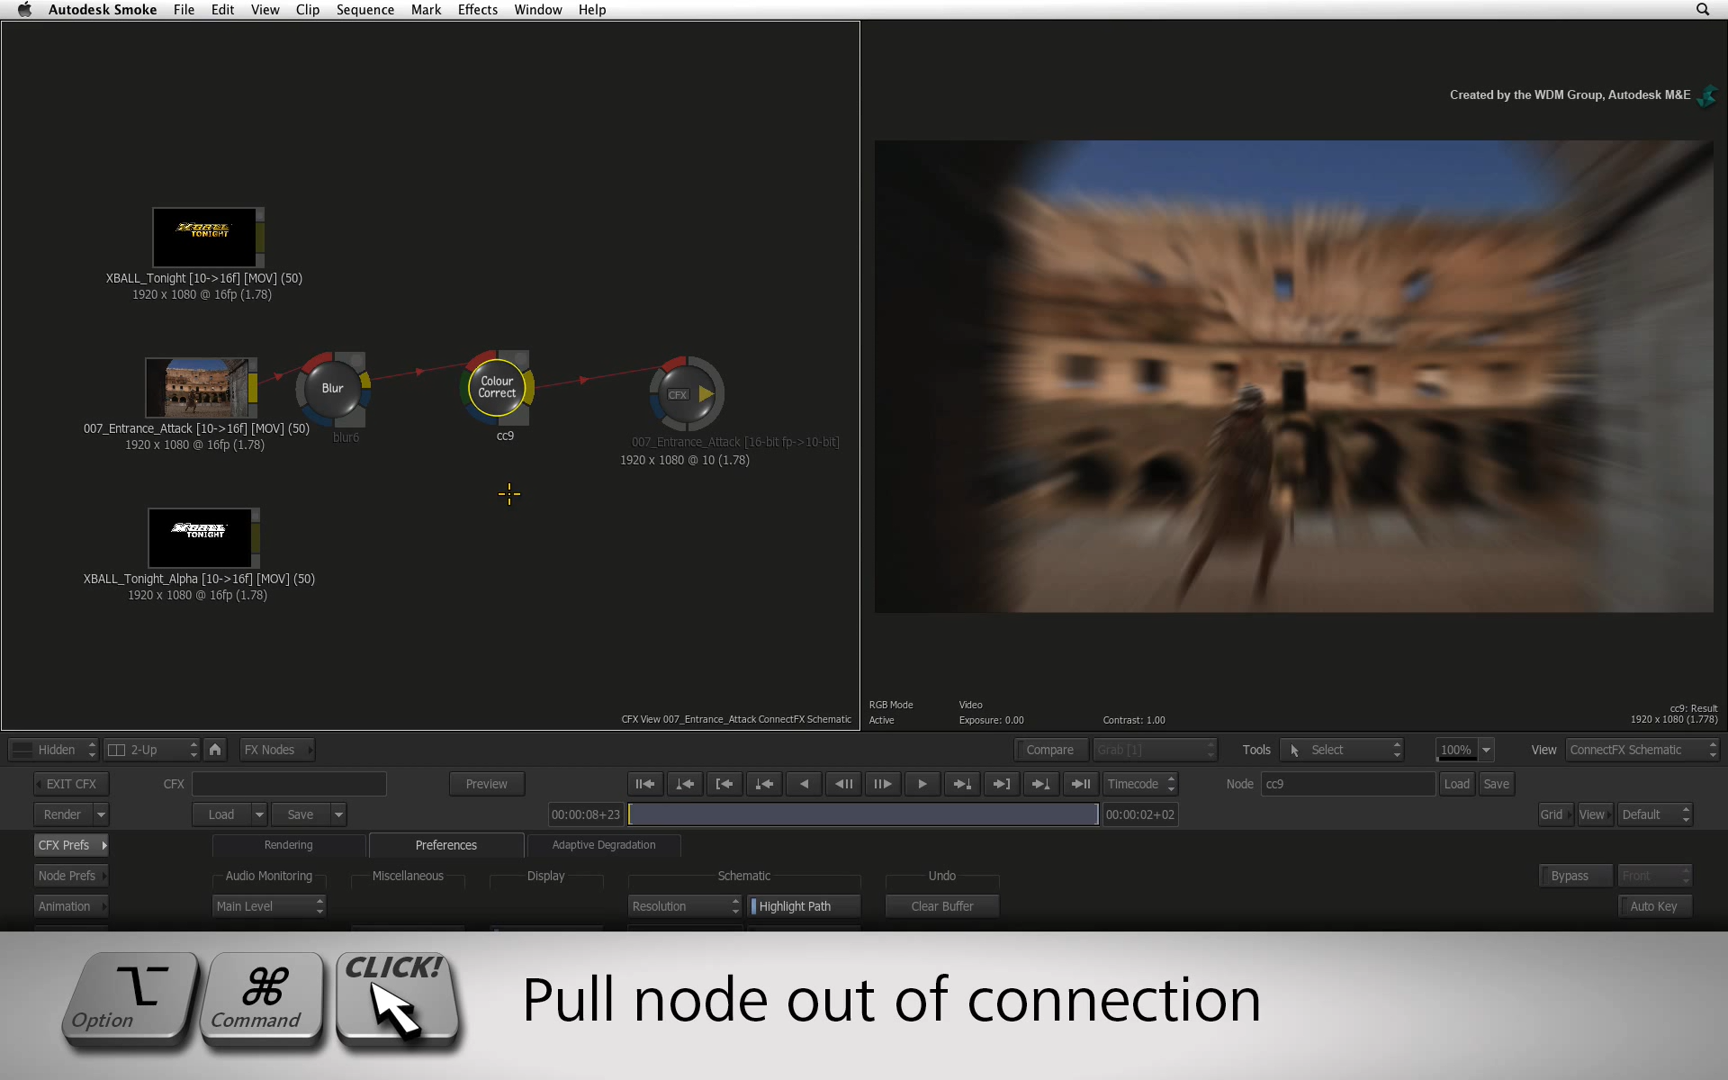 Autodesk Smoke File Edit View Clip Sequence Mark Effects Window Help
Created by the WDM Group, Autodesk M&E
XBALL
TONIGHT
XBALL_Tonight [10->16f] [MOV] (50)
1920 x 1080 @ 16fp (1.78)
Blur
Colour
Correct
CFX
007_Entrance_Attack [10->16f] [MOV] (50)
1920 x 1080 @ 16fp (1.78)
blur6
cc9
007_Entrance_Attack [16-bit fp->10-bit]
1920 x 1080 @ 10 (1.78)
XBALL
TONIGHT
XBALL_Tonight_Alpha [10->16f] [MOV] (50)
1920 x 1080 @ 16fp (1.78)
CFX View 007_Entrance_Attack ConnectFX Schematic
RGB Mode Video
Active Exposure: 0.00 Contrast: 1.00
cc9: Result
1920 x 1080 (1.778)
Hidden 2-Up FX Nodes Compare Grab [1] Tools Select 100% View ConnectFX Schematic
EXIT CFX CFX Preview Timecode Node cc9 Load Save
Render Load Save 00:00:08+23 00:00:02+02 Grid View Default
CFX Prefs Rendering Preferences Adaptive Degradation
Node Prefs Audio Monitoring Miscellaneous Display Schematic Undo Bypass Front
Animation Main Level Resolution Highlight Path Clear Buffer Auto Key
CLICK!
Option Command
Pull node out of connection